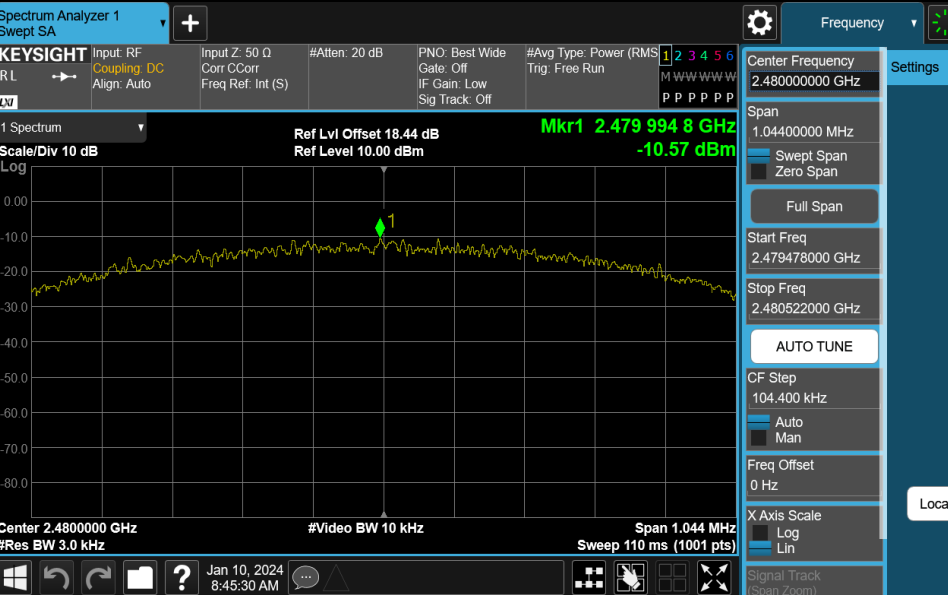 Spectrum Analyzer 1
Swept SA
+
Frequency
KEYSIGHT
Input: RF
Input Z: 50 Ω
#Atten: 20 dB
PNO: Best Wide
#Avg Type: Power (RMS
1 2 3 4 5 6
R L
Coupling: DC
Corr CCorr
Gate: Off
Trig: Free Run
Align: Auto
Freq Ref: Int (S)
IF Gain: Low
M W W W W W
LXI
Sig Track: Off
P P P P P P
1 Spectrum
Scale/Div 10 dB
Ref Lvl Offset 18.44 dB
Ref Level 10.00 dBm
Mkr1 2.479 994 8 GHz
-10.57 dBm
Log
0.00
-10.0
-20.0
-30.0
-40.0
-50.0
-60.0
-70.0
-80.0
1
Center 2.4800000 GHz
#Video BW 10 kHz
Span 1.044 MHz
#Res BW 3.0 kHz
Sweep 110 ms (1001 pts)
Center Frequency
2.480000000 GHz
Settings
Span
1.04400000 MHz
Swept Span
Zero Span
Full Span
Start Freq
2.479478000 GHz
Stop Freq
2.480522000 GHz
AUTO TUNE
CF Step
104.400 kHz
Auto
Man
Freq Offset
0 Hz
Loca
X Axis Scale
Log
Lin
Signal Track
(Span Zoom)
?
Jan 10, 2024
8:45:30 AM